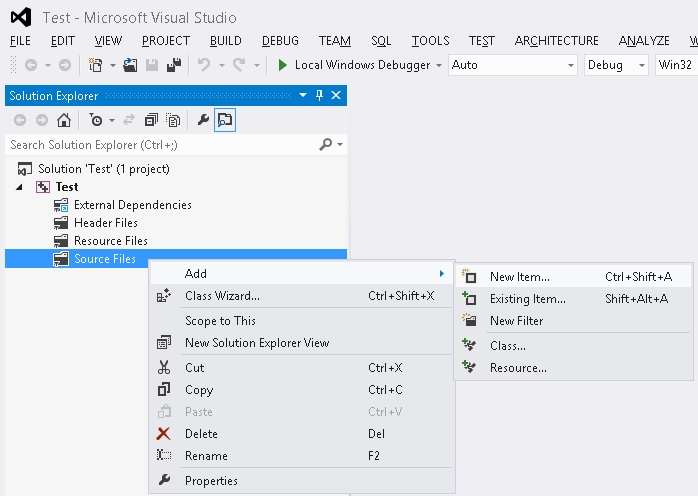 Test - Microsoft Visual Studio
FILE EDIT VIEW PROJECT BUILD DEBUG TEAM SQL TOOLS TEST ARCHITECTURE ANALYZE W
Local Windows Debugger Auto Debug Win32
Solution Explorer
Search Solution Explorer (Ctrl+;)
Solution 'Test' (1 project)
Test
External Dependencies
Header Files
Resource Files
Source Files
Add
Class Wizard... Ctrl+Shift+X
Scope to This
New Solution Explorer View
Cut Ctrl+X
Copy Ctrl+C
Paste Ctrl+V
Delete Del
Rename F2
Properties
New Item... Ctrl+Shift+A
Existing Item... Shift+Alt+A
New Filter
Class...
Resource...